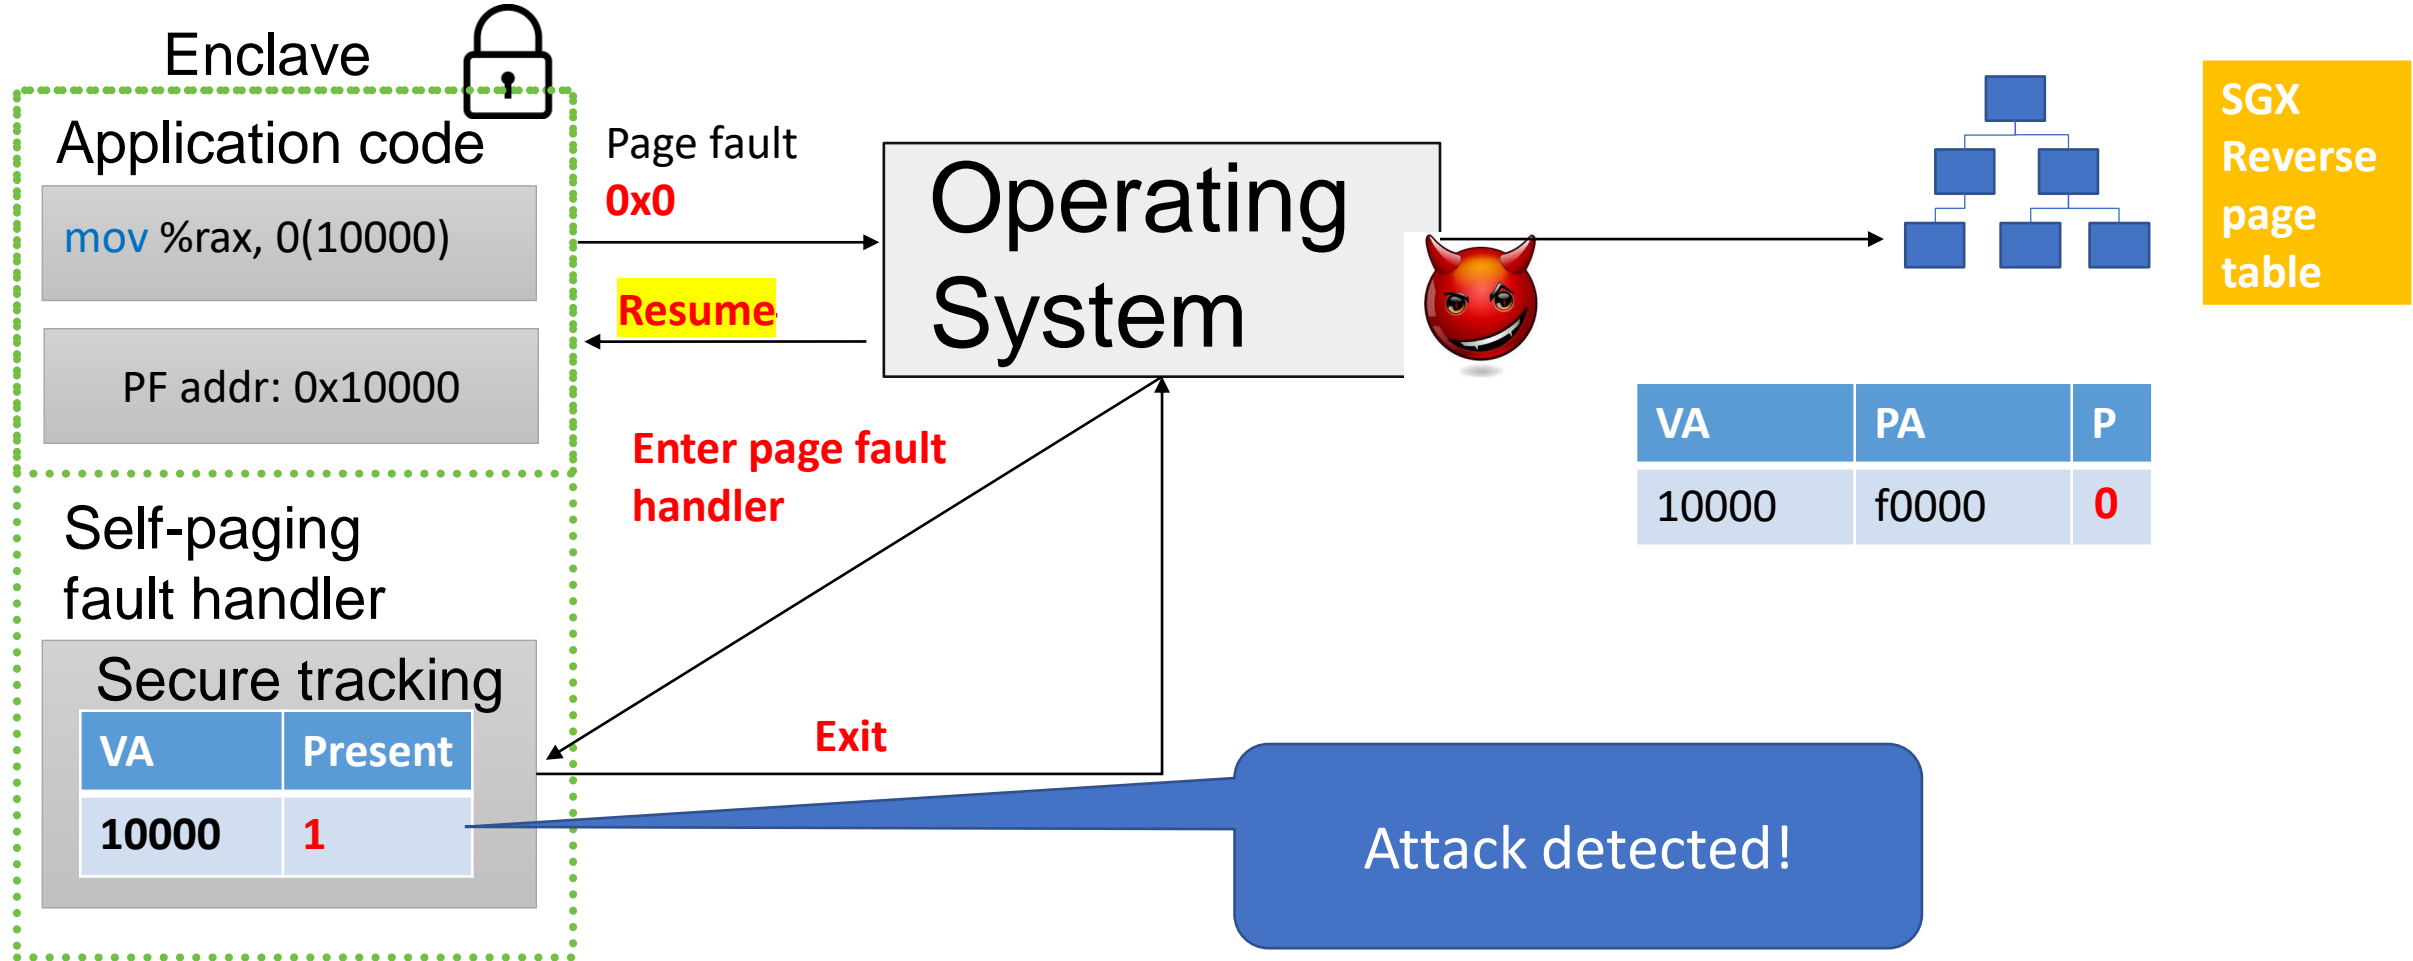 Enclave
Application code
mov %rax, 0(10000)
PF addr: 0x10000
Self-paging
fault handler
Secure tracking
VA Present
10000 1
Page fault
0x0
Resume
Enter page fault
handler
Exit
Operating
System
Attack detected!
SGX
Reverse
page
table
VA PA P
10000 f0000 0